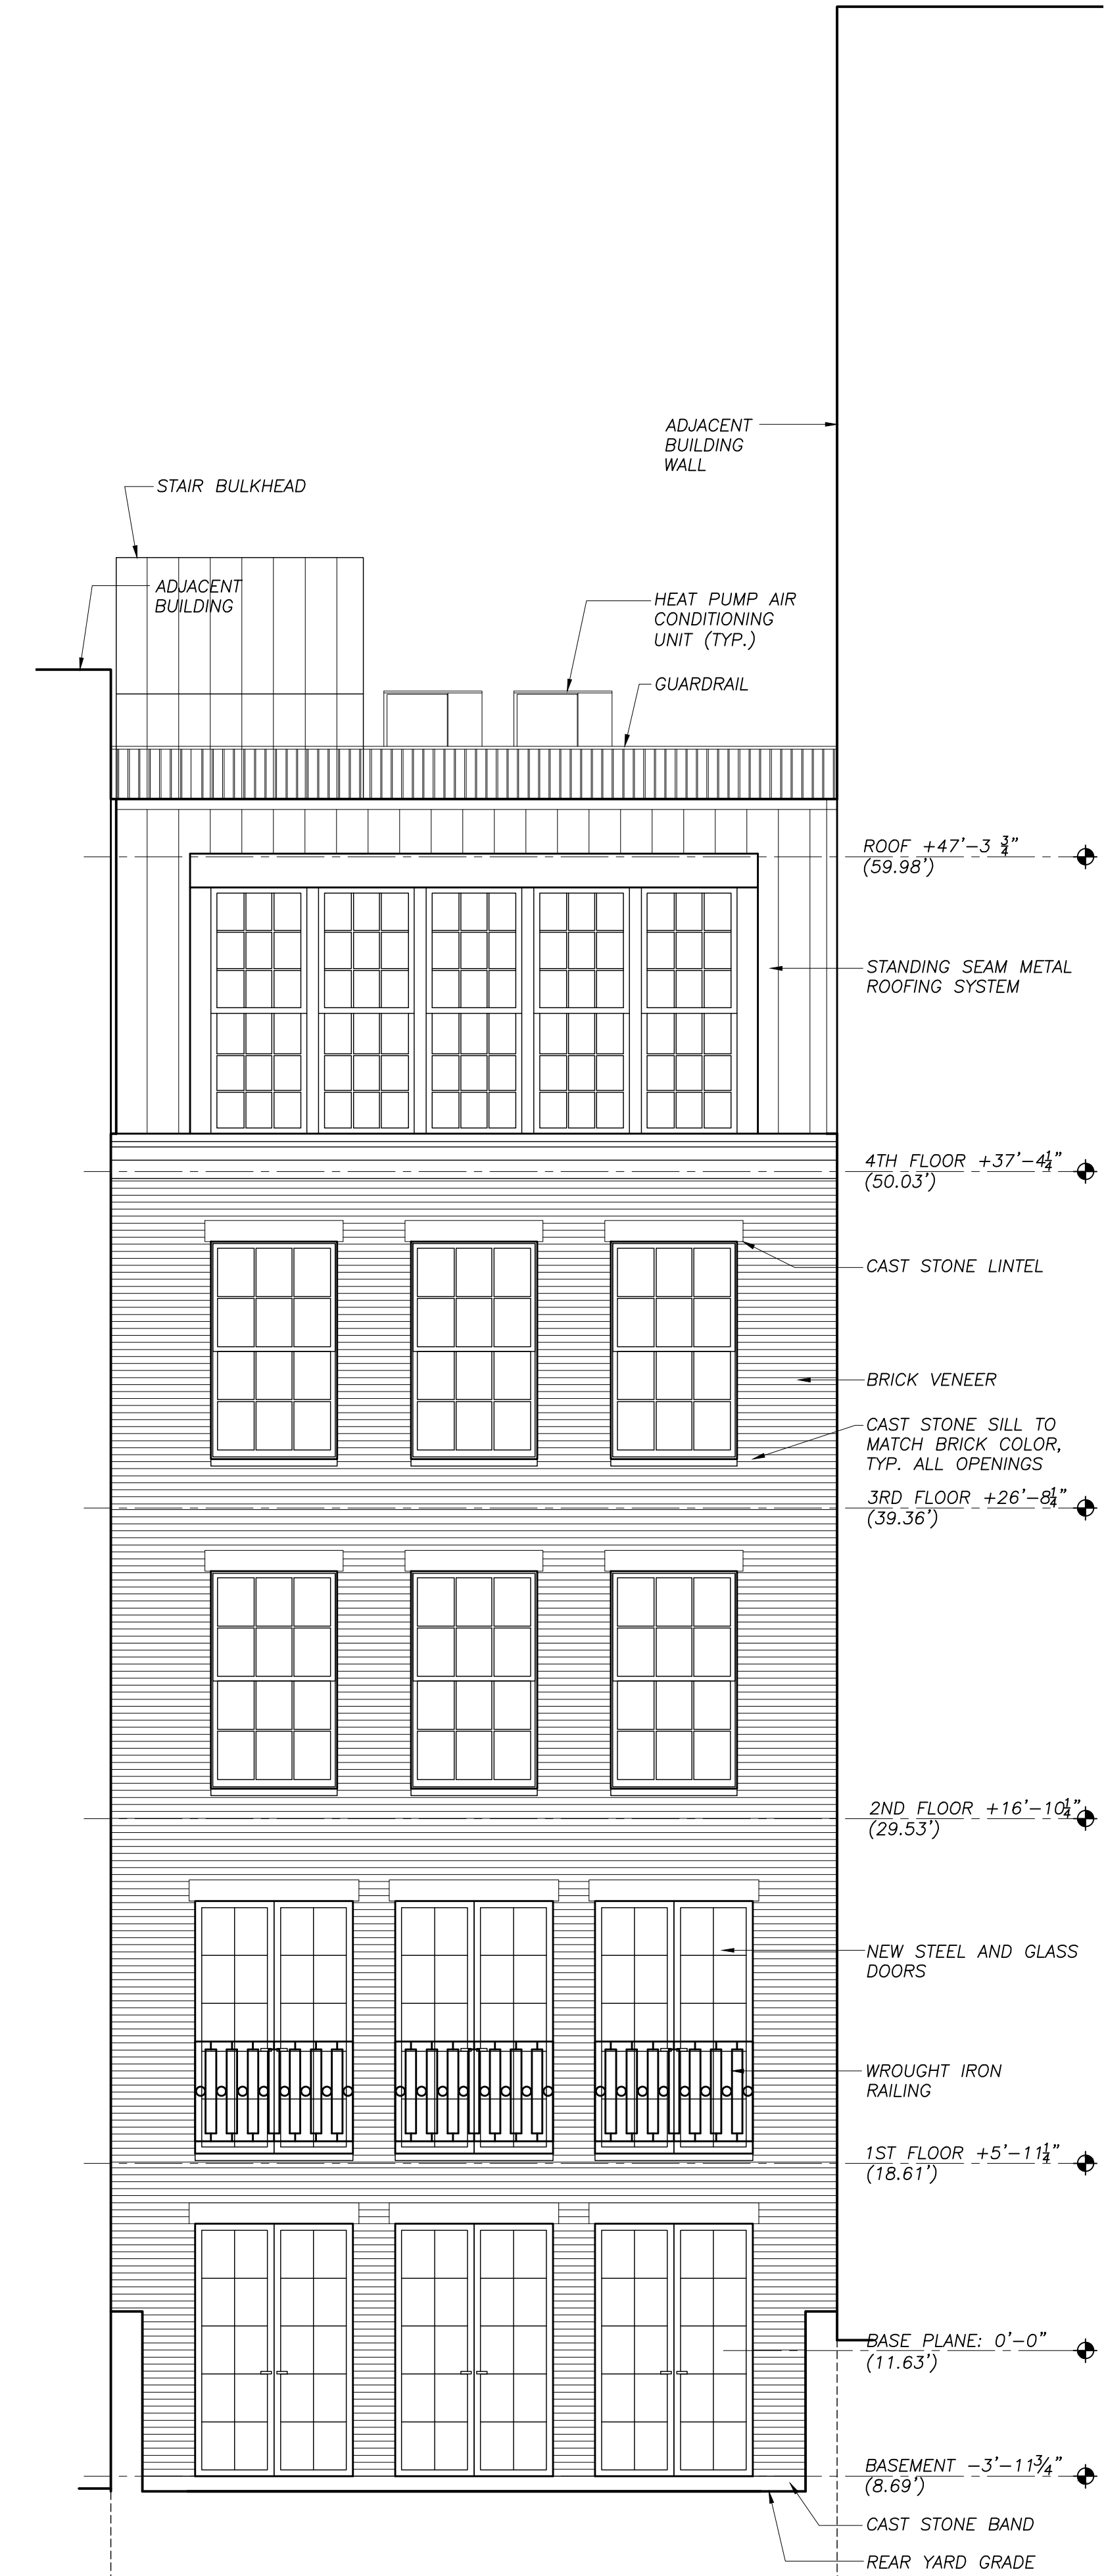 ADJACENT
BUILDING
WALL
STAIR BULKHEAD
ADJACENT
BUILDING
HEAT PUMP AIR
CONDITIONING
UNIT (TYP.)
GUARDRAIL
ROOF +47'-3 3/4"
(59.98')
STANDING SEAM METAL
ROOFING SYSTEM
4TH FLOOR +37'-4 1/4"
(50.03')
CAST STONE LINTEL
BRICK VENEER
CAST STONE SILL TO
MATCH BRICK COLOR,
TYP. ALL OPENINGS
3RD FLOOR +26'-8 1/4"
(39.36')
2ND FLOOR +16'-10 1/4"
(29.53')
NEW STEEL AND GLASS
DOORS
WROUGHT IRON
RAILING
1ST FLOOR +5'-11 1/4"
(18.61')
BASE PLANE: 0'-0"
(11.63')
BASEMENT -3'-11 3/4"
(8.69')
CAST STONE BAND
REAR YARD GRADE